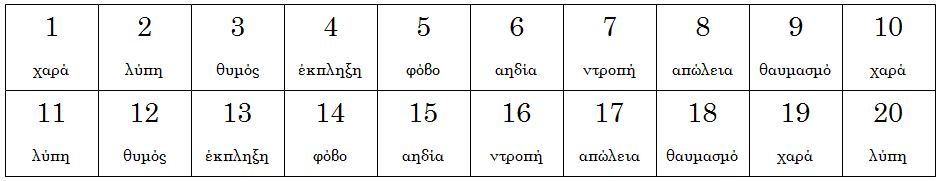 1 2 3 4 5 6 7 8 9 10
χαρά λύπη θυμός έκπληξη φόβο αηδία ντροπή απώλεια θαυμασμό χαρά
11 12 13 14 15 16 17 18 19 20
λύπη θυμός έκπληξη φόβο αηδία ντροπή απώλεια θαυμασμό χαρά λύπη